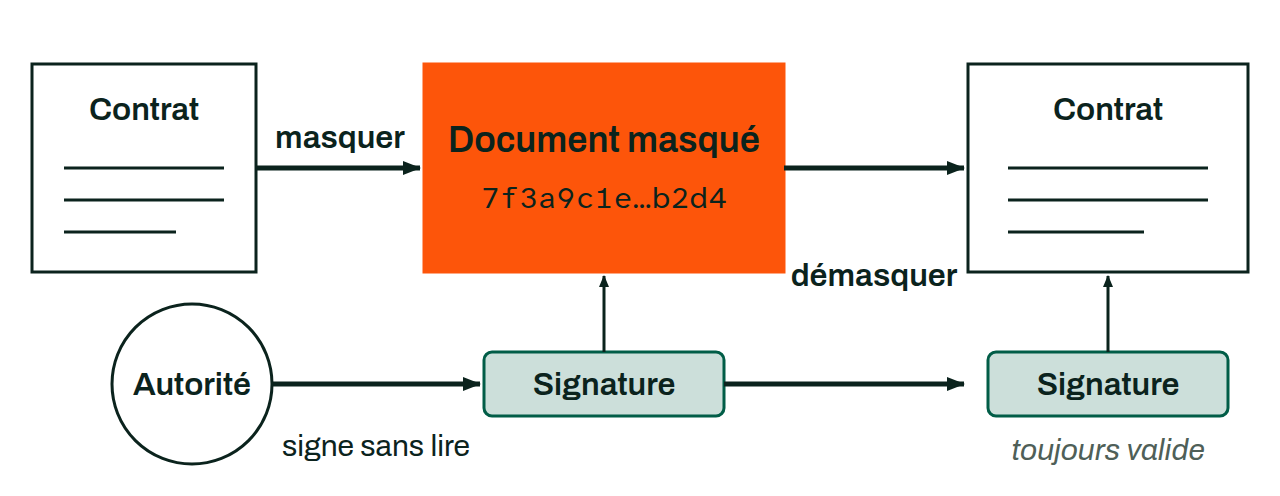 Contrat
masquer
Document masqué
7f3a9c1e…b2d4
démasquer
Contrat
Autorité
signe sans lire
Signature
Signature
toujours valide